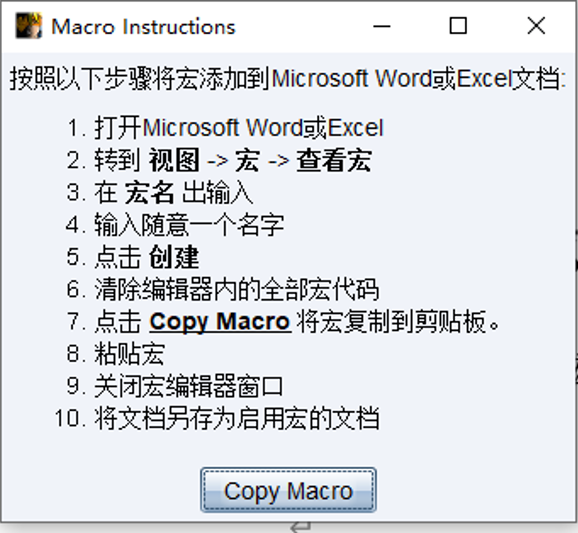 Macro Instructions
按照以下步骤将宏添加到Microsoft Word或Excel文档:
1. 打开Microsoft Word或Excel
2. 转到 视图 -> 宏 -> 查看宏
3. 在 宏名 出输入
4. 输入随意一个名字
5. 点击 创建
6. 清除编辑器内的全部宏代码
7. 点击 Copy Macro 将宏复制到剪贴板。
8. 粘贴宏
9. 关闭宏编辑器窗口
10. 将文档另存为启用宏的文档
Copy Macro